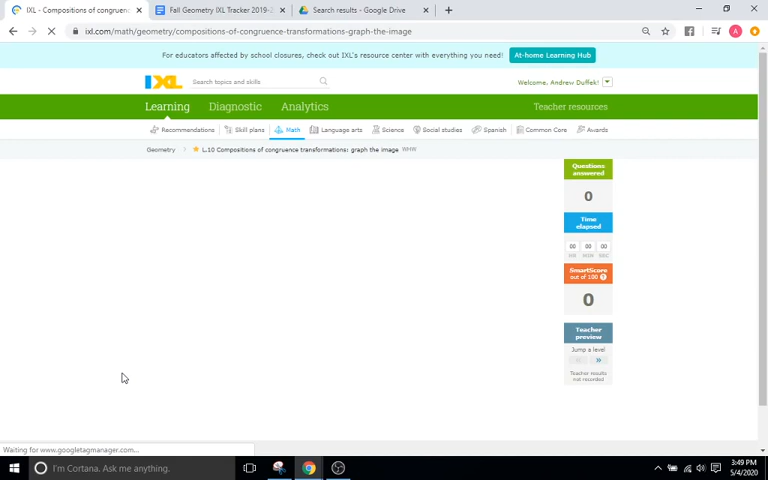 IXL - Compositions of congruenc
Fall Geometry IXL Tracker 2019-2
Search results - Google Drive
ixl.com/math/geometry/compositions-of-congruence-transformations-graph-the-image
For educators affected by school closures, check out IXL's resource center with everything you need!
At-home Learning Hub
IXL
Search topics and skills
Welcome, Andrew Duffek!
Learning
Diagnostic
Analytics
Teacher resources
Recommendations
Skill plans
Math
Language arts
Science
Social studies
Spanish
Common Core
Awards
Geometry
L.10 Compositions of congruence transformations: graph the image WHW
Questions
answered
0
Time
elapsed
00 00 00
HR MIN SEC
SmartScore
out of 100
0
Teacher
preview
Jump a level
Teacher results
not recorded
Waiting for www.googletagmanager.com...
I'm Cortana. Ask me anything.
3:49 PM
5/4/2020